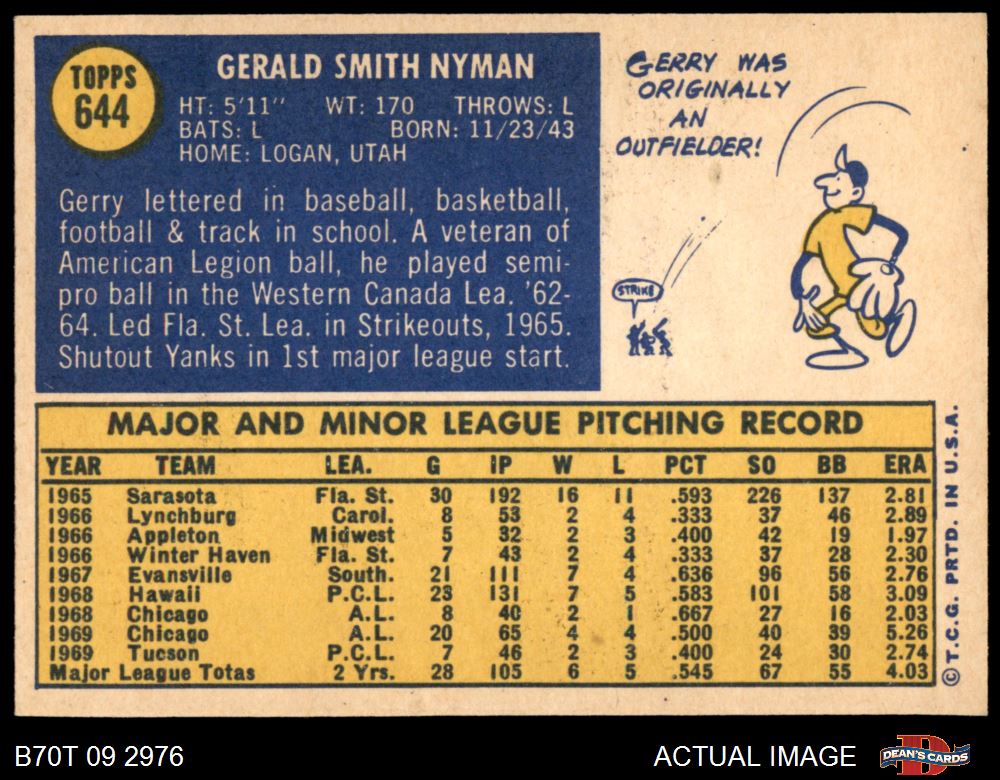 TOPPS
644
GERALD SMITH NYMAN
HT: 5'11" WT: 170 THROWS: L
BATS: L BORN: 11/23/43
HOME: LOGAN, UTAH
Gerry lettered in baseball, basketball,
football & track in school. A veteran of
American Legion ball, he played semi-
pro ball in the Western Canada Lea. '62-
64. Led Fla. St. Lea. in Strikeouts, 1965.
Shutout Yanks in 1st major league start.
GERRY WAS
ORIGINALLY
AN
OUTFIELDER!
STRIKE
MAJOR AND MINOR LEAGUE PITCHING RECORD
YEAR TEAM LEA. G IP W L PCT SO BB ERA
1965 Sarasota Fla. St. 30 192 16 11 .593 226 137 2.81
1966 Lynchburg Carol. 8 53 2 4 .333 37 46 2.89
1966 Appleton Midwest 5 32 2 3 .400 42 19 1.97
1966 Winter Haven Fla. St. 7 43 2 4 .333 37 28 2.30
1967 Evansville South. 21 111 7 4 .636 96 56 2.76
1968 Hawaii P.C.L. 23 131 7 5 .583 101 58 3.09
1968 Chicago A.L. 8 40 2 1 .667 27 16 2.03
1969 Chicago A.L. 20 65 4 4 .500 40 39 5.26
1969 Tucson P.C.L. 7 46 2 3 .400 24 30 2.74
Major League Totas 2 Yrs. 28 105 6 5 .545 67 55 4.03
© T.C.G. PRTD. IN U.S.A.
B70T 09 2976
ACTUAL IMAGE
DEAN'S CARDS